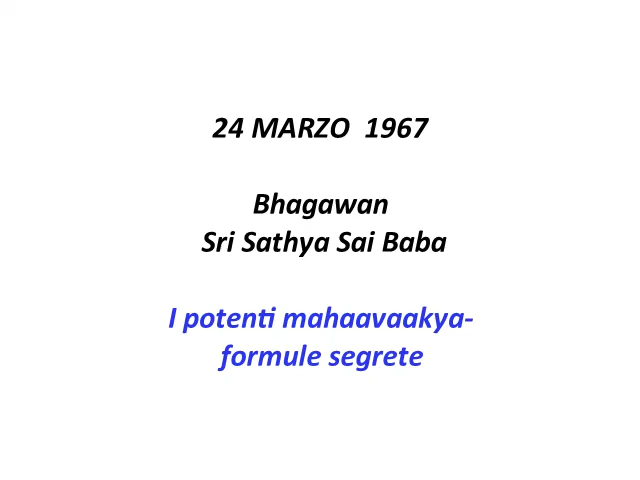 24 MARZO  1967
Bhagawan
Sri Sathya Sai Baba
I potenti mahaavaakya-
formule segrete